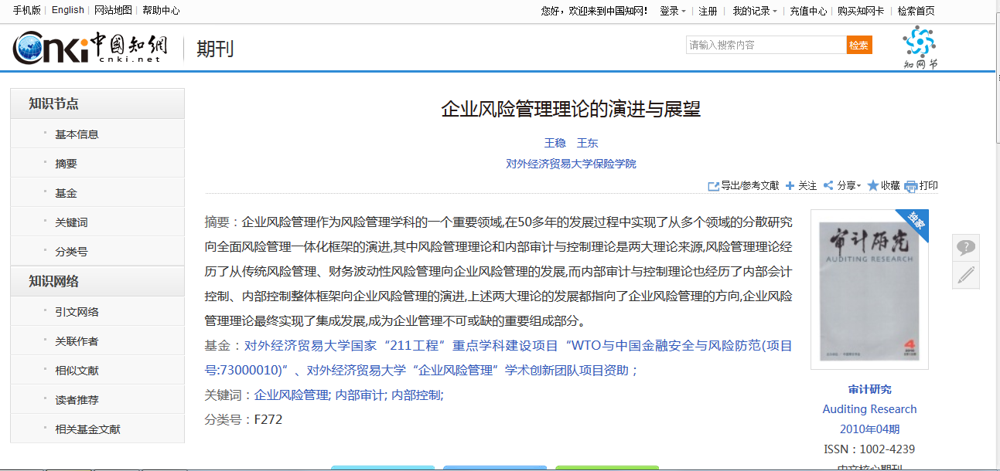 手机版 English 网站地图 帮助中心
您好，欢迎来到中国知网！ 登录 注册 我的记录 充值中心 购买知网卡 检索首页
Cnki 中國知網
cnki.net
期刊
请输入搜索内容
检索
知网节
知识节点
基本信息
摘要
基金
关键词
分类号
知识网络
引文网络
关联作者
相似文献
读者推荐
相关基金文献
企业风险管理理论的演进与展望
王稳 王东
对外经济贸易大学保险学院
导出/参考文献 关注 分享 收藏 打印
摘要：企业风险管理作为风险管理学科的一个重要领域,在50多年的发展过程中实现了从多个领域的分散研究
向全面风险管理一体化框架的演进,其中风险管理理论和内部审计与控制理论是两大理论来源,风险管理理论经
历了从传统风险管理、财务波动性风险管理向企业风险管理的发展,而内部审计与控制理论也经历了内部会计
控制、内部控制整体框架向企业风险管理的演进,上述两大理论的发展都指向了企业风险管理的方向,企业风险
管理理论最终实现了集成发展,成为企业管理不可或缺的重要组成部分。
基金：对外经济贸易大学国家“211工程”重点学科建设项目“WTO与中国金融安全与风险防范(项目
号:73000010)”、对外经济贸易大学“企业风险管理”学术创新团队项目资助；
关键词：企业风险管理; 内部审计; 内部控制;
分类号：F272
独家
审计研究
AUDITING RESEARCH
4
审计研究
Auditing Research
2010年04期
ISSN：1002-4239
中文核心期刊